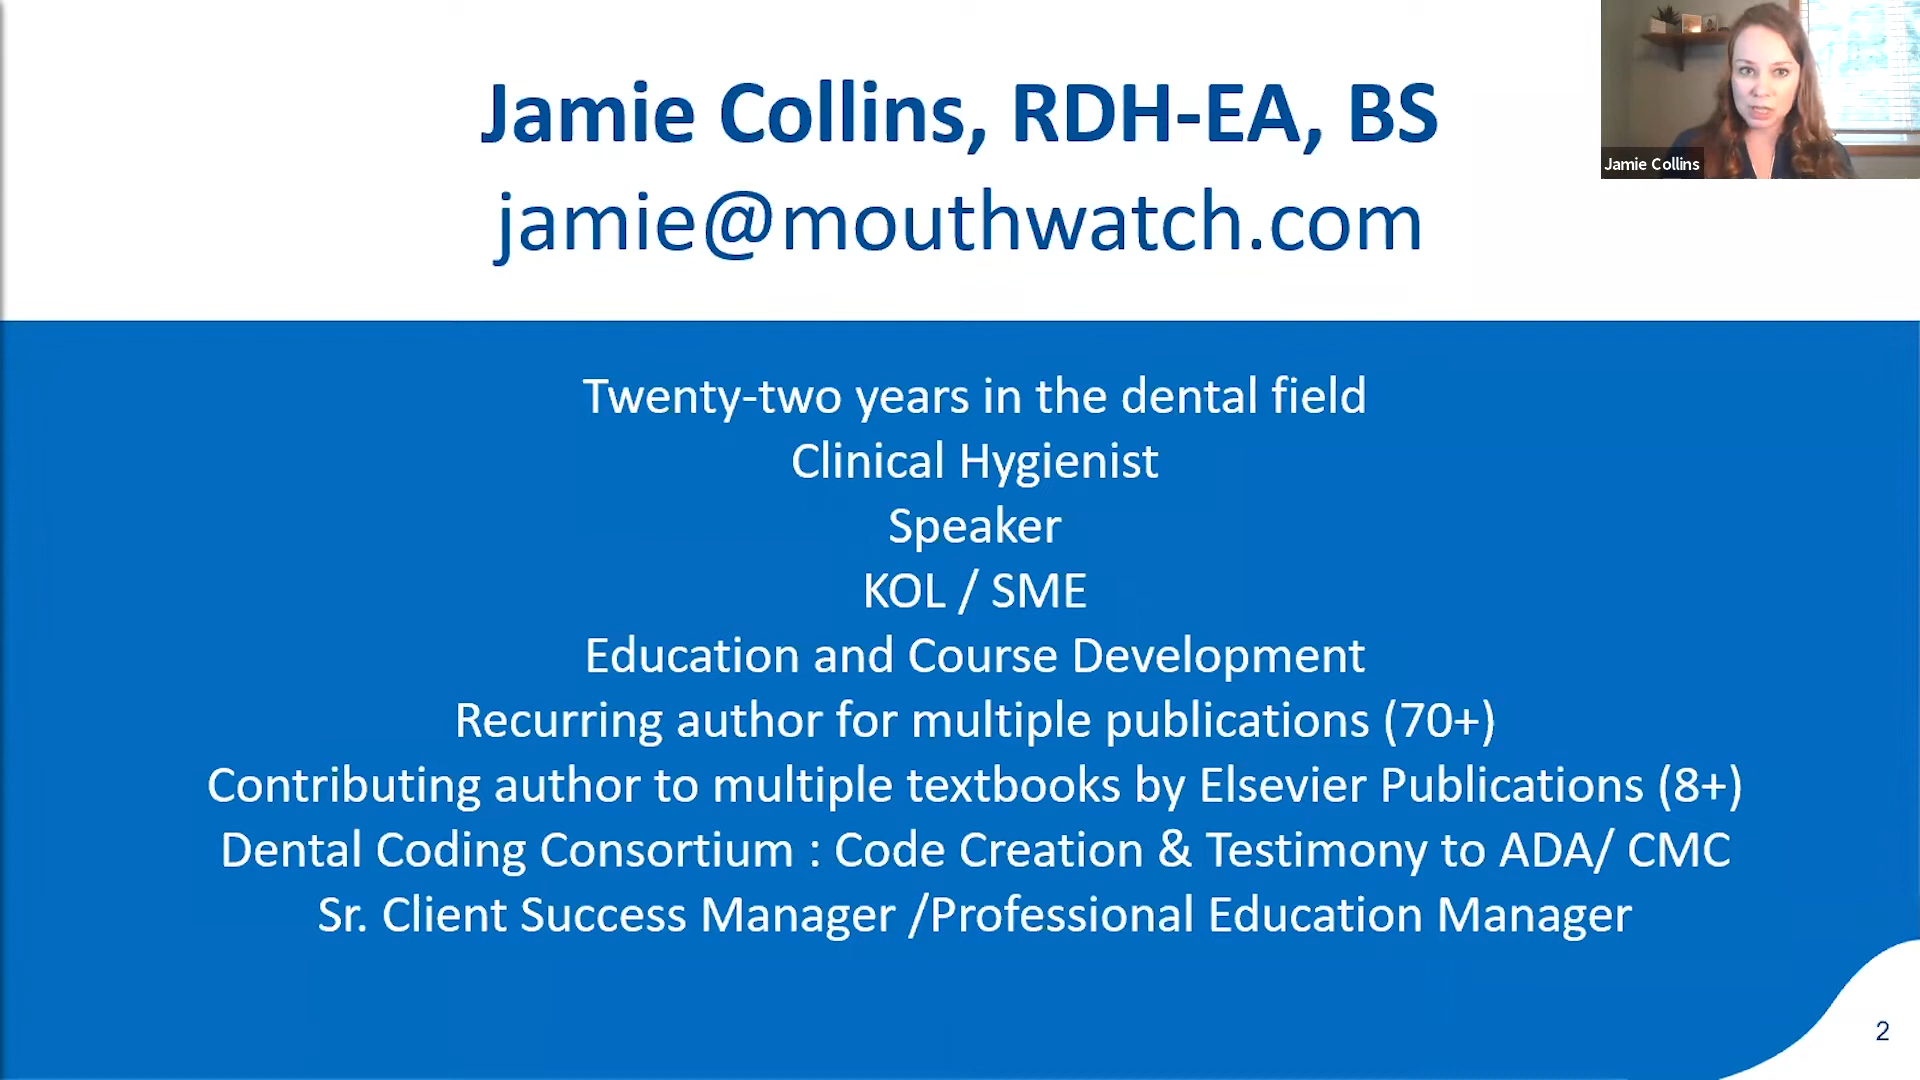 Jamie Collins, RDH-EA, BS
jamie@mouthwatch.com
Jamie Collins
Twenty-two years in the dental field
Clinical Hygienist
Speaker
KOL / SME
Education and Course Development
Recurring author for multiple publications (70+)
Contributing author to multiple textbooks by Elsevier Publications (8+)
Dental Coding Consortium : Code Creation & Testimony to ADA/ CMC
Sr. Client Success Manager /Professional Education Manager
2